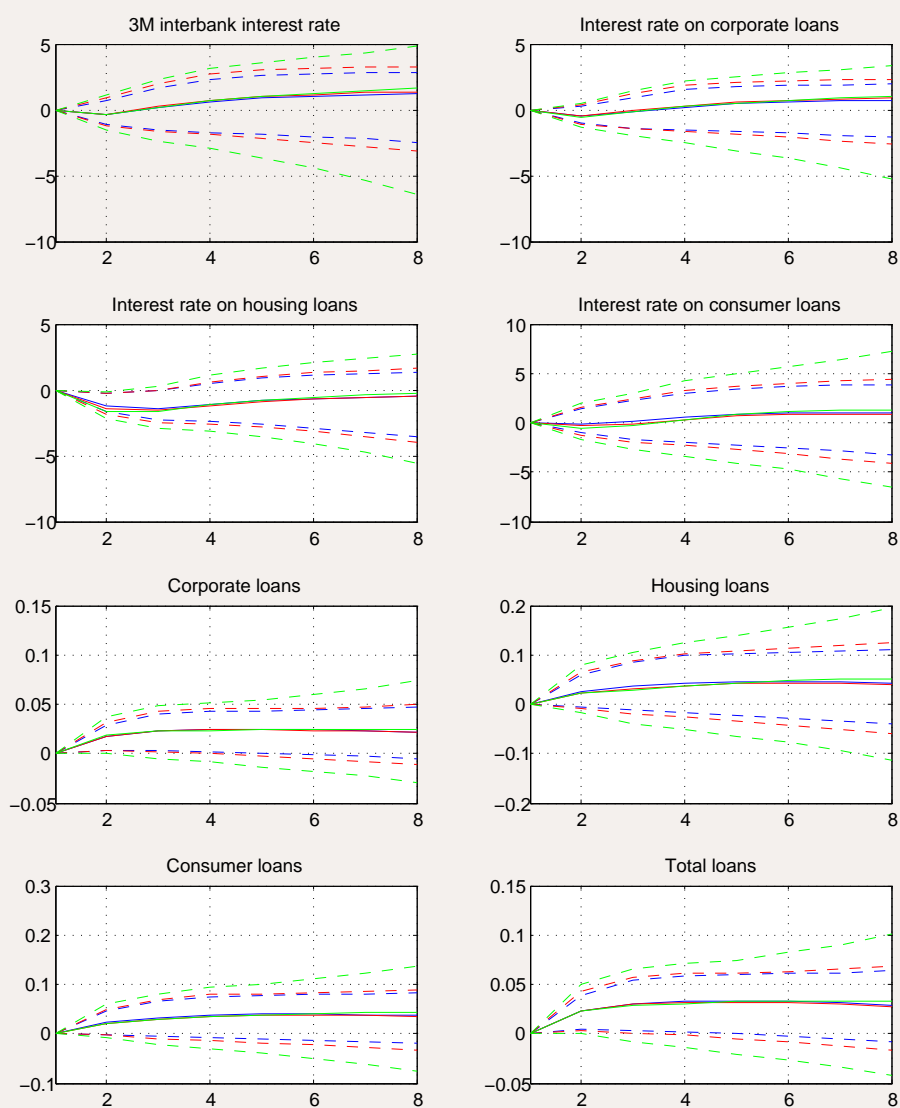 3M interbank interest rate
5
0
−5
−10
2 4 6 8
Interest rate on corporate loans
5
0
−5
−10
2 4 6 8
Interest rate on housing loans
5
0
−5
−10
2 4 6 8
Interest rate on consumer loans
10
5
0
−5
−10
2 4 6 8
Corporate loans
0.15
0.1
0.05
0
−0.05
2 4 6 8
Housing loans
0.2
0.1
0
−0.1
−0.2
2 4 6 8
Consumer loans
0.3
0.2
0.1
0
−0.1
2 4 6 8
Total loans
0.15
0.1
0.05
0
−0.05
2 4 6 8